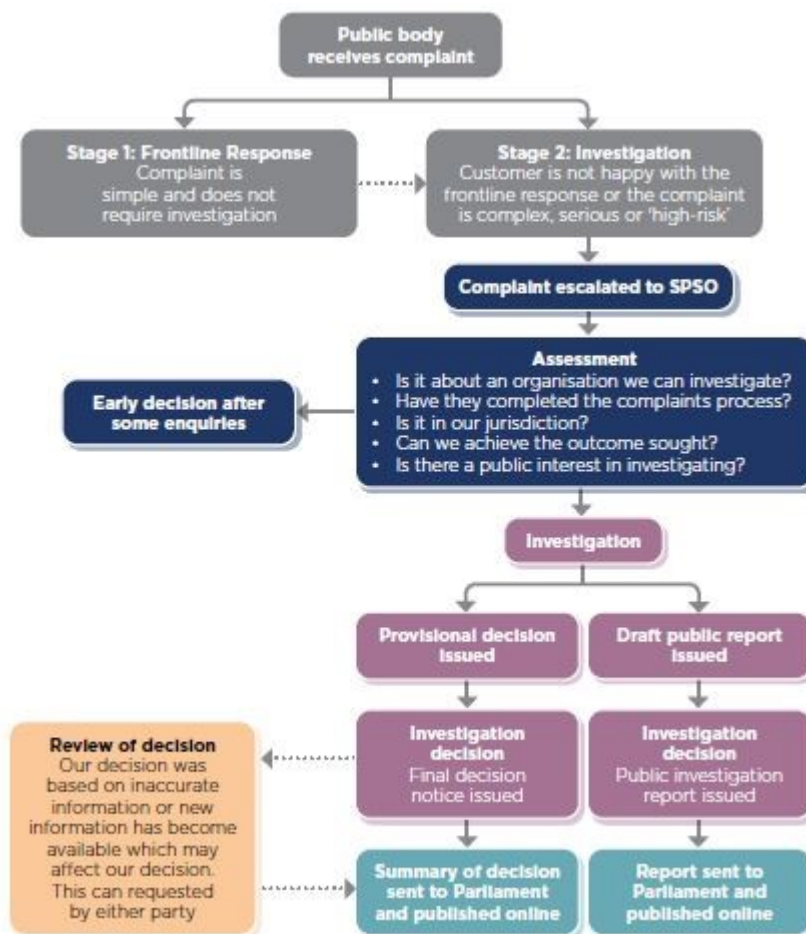 Public body
receives complaint
Stage 1: Frontline Response
Complaint is
simple and does not
require investigation
Stage 2: Investigation
Customer is not happy with the
frontline response or the complaint
is complex, serious or ‘high-risk’
Complaint escalated to SPSO
Assessment
• Is it about an organisation we can investigate?
• Have they completed the complaints process?
• Is it in our jurisdiction?
• Can we achieve the outcome sought?
• Is there a public interest in investigating?
Early decision after
some enquiries
Investigation
Provisional decision
issued
Draft public report
issued
Investigation
decision
Final decision
notice issued
Investigation
decision
Public investigation
report issued
Review of decision
Our decision was
based on inaccurate
information or new
information has become
available which may
affect our decision.
This can requested
by either party
Summary of decision
sent to Parliament
and published online
Report sent to
Parliament and
published online